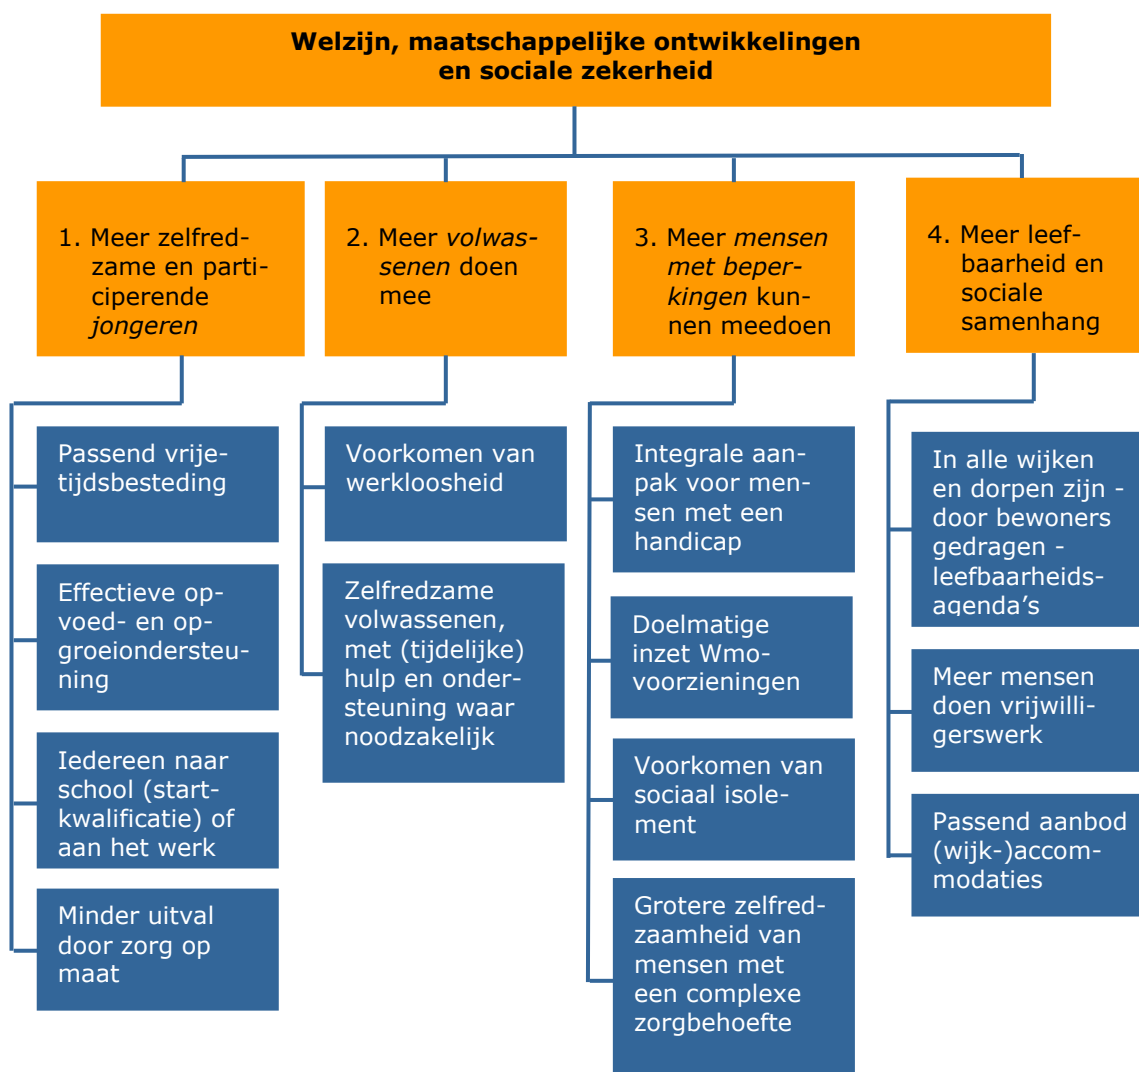 Welzijn, maatschappelijke ontwikkelingen
en sociale zekerheid
1. Meer zelfred-
zame en parti-
ciperende
jongeren
2. Meer volwas-
senen doen
mee
3. Meer mensen
met beper-
kingen kun-
nen meedoen
4. Meer leef-
baarheid en
sociale
samenhang
Passend vrije-
tijdsbesteding
Effectieve op-
voed- en op-
groeiondersteu-
ning
Iedereen naar
school (start-
kwalificatie) of
aan het werk
Minder uitval
door zorg op
maat
Voorkomen van
werkloosheid
Zelfredzame
volwassenen,
met (tijdelijke)
hulp en onder-
steuning waar
noodzakelijk
Integrale aan-
pak voor men-
sen met een
handicap
Doelmatige
inzet Wmo-
voorzieningen
Voorkomen van
sociaal isole-
ment
Grotere zelfred-
zaamheid van
mensen met
een complexe
zorgbehoefte
In alle wijken
en dorpen zijn -
door bewoners
gedragen -
leefbaarheids-
agenda's
Meer mensen
doen vrijwilli-
gerswerk
Passend aanbod
(wijk-)accom-
modaties